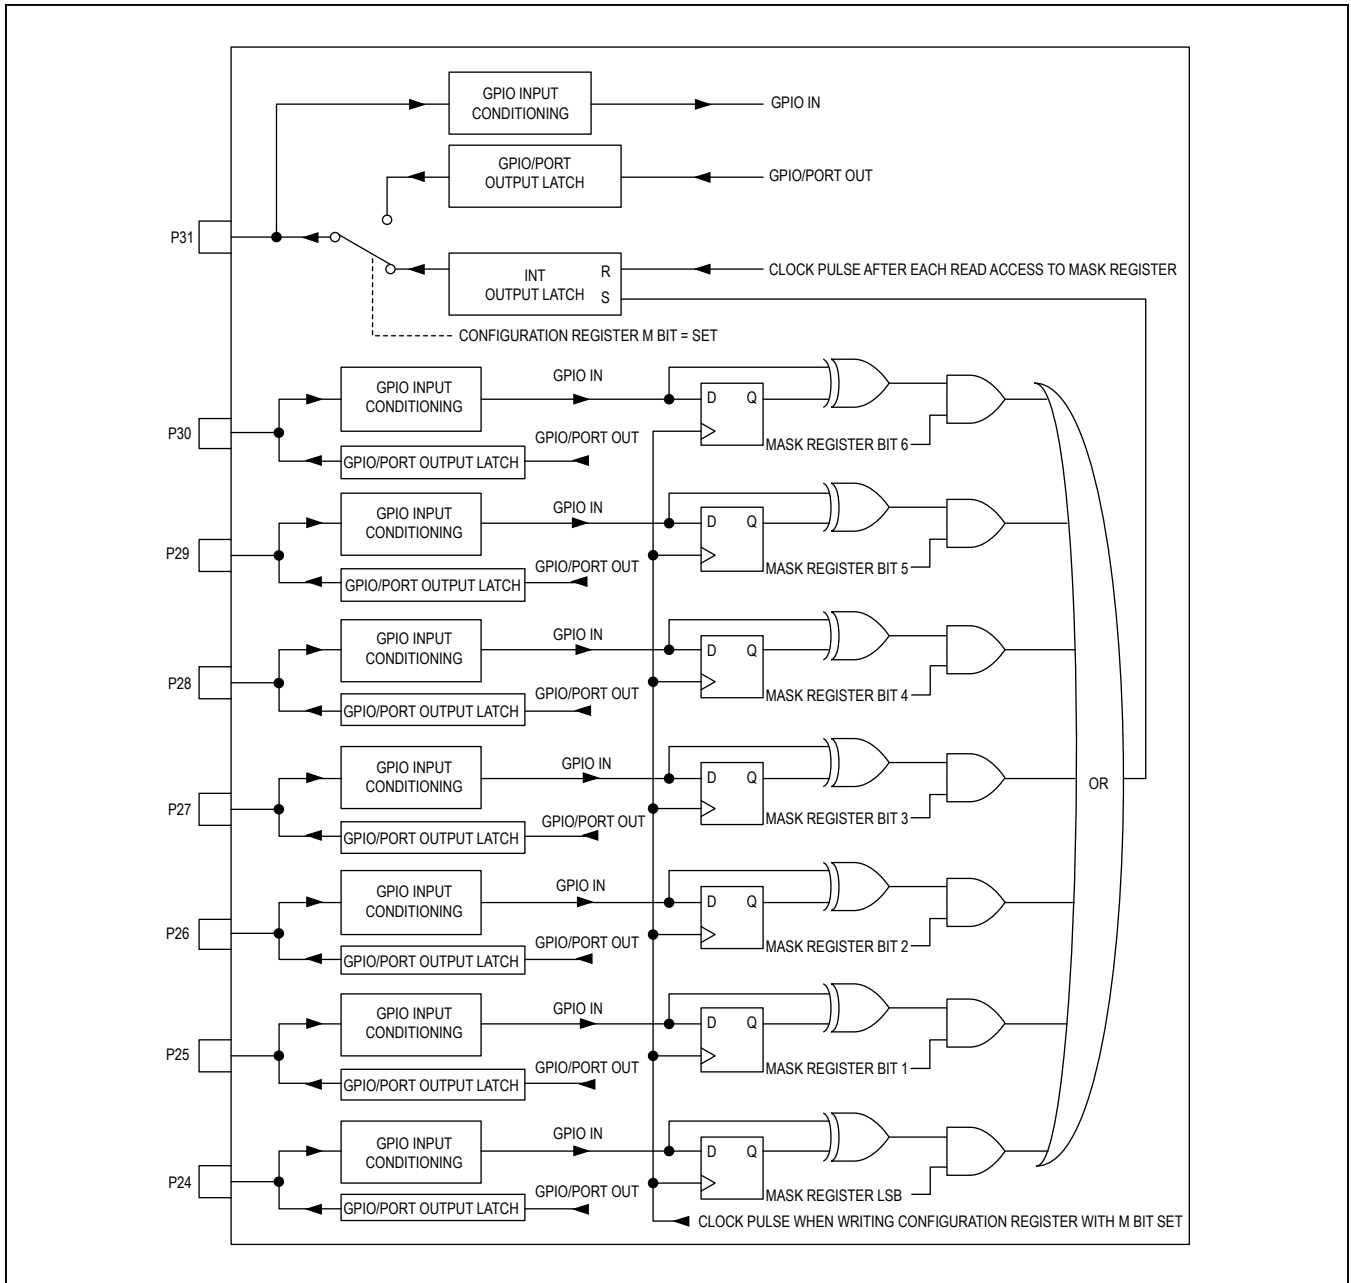 GPIO INPUT
CONDITIONING
GPIO IN
GPIO/PORT
OUTPUT LATCH
GPIO/PORT OUT
P31
INT
OUTPUT LATCH
R
S
CLOCK PULSE AFTER EACH READ ACCESS TO MASK REGISTER
CONFIGURATION REGISTER M BIT = SET
GPIO INPUT
CONDITIONING
GPIO IN
D Q
P30
GPIO/PORT OUT
MASK REGISTER BIT 6
GPIO/PORT OUTPUT LATCH
GPIO INPUT
CONDITIONING
GPIO IN
D Q
P29
GPIO/PORT OUT
MASK REGISTER BIT 5
GPIO/PORT OUTPUT LATCH
GPIO INPUT
CONDITIONING
GPIO IN
D Q
P28
GPIO/PORT OUT
MASK REGISTER BIT 4
GPIO/PORT OUTPUT LATCH
GPIO INPUT
CONDITIONING
GPIO IN
D Q
OR
P27
GPIO/PORT OUT
MASK REGISTER BIT 3
GPIO/PORT OUTPUT LATCH
GPIO INPUT
CONDITIONING
GPIO IN
D Q
P26
GPIO/PORT OUT
MASK REGISTER BIT 2
GPIO/PORT OUTPUT LATCH
GPIO INPUT
CONDITIONING
GPIO IN
D Q
P25
GPIO/PORT OUT
MASK REGISTER BIT 1
GPIO/PORT OUTPUT LATCH
GPIO INPUT
CONDITIONING
GPIO IN
D Q
P24
GPIO/PORT OUT
MASK REGISTER LSB
GPIO/PORT OUTPUT LATCH
CLOCK PULSE WHEN WRITING CONFIGURATION REGISTER WITH M BIT SET